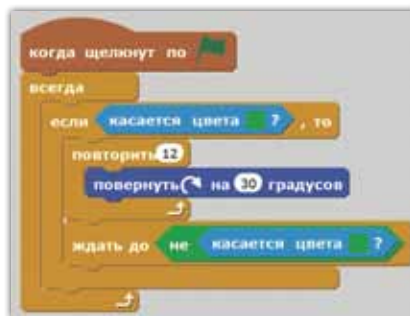 когда щелкнут по
всегда
если касается цвета ? , то
повторить 12
повернуть на 30 градусов
ждать до не касается цвета ?